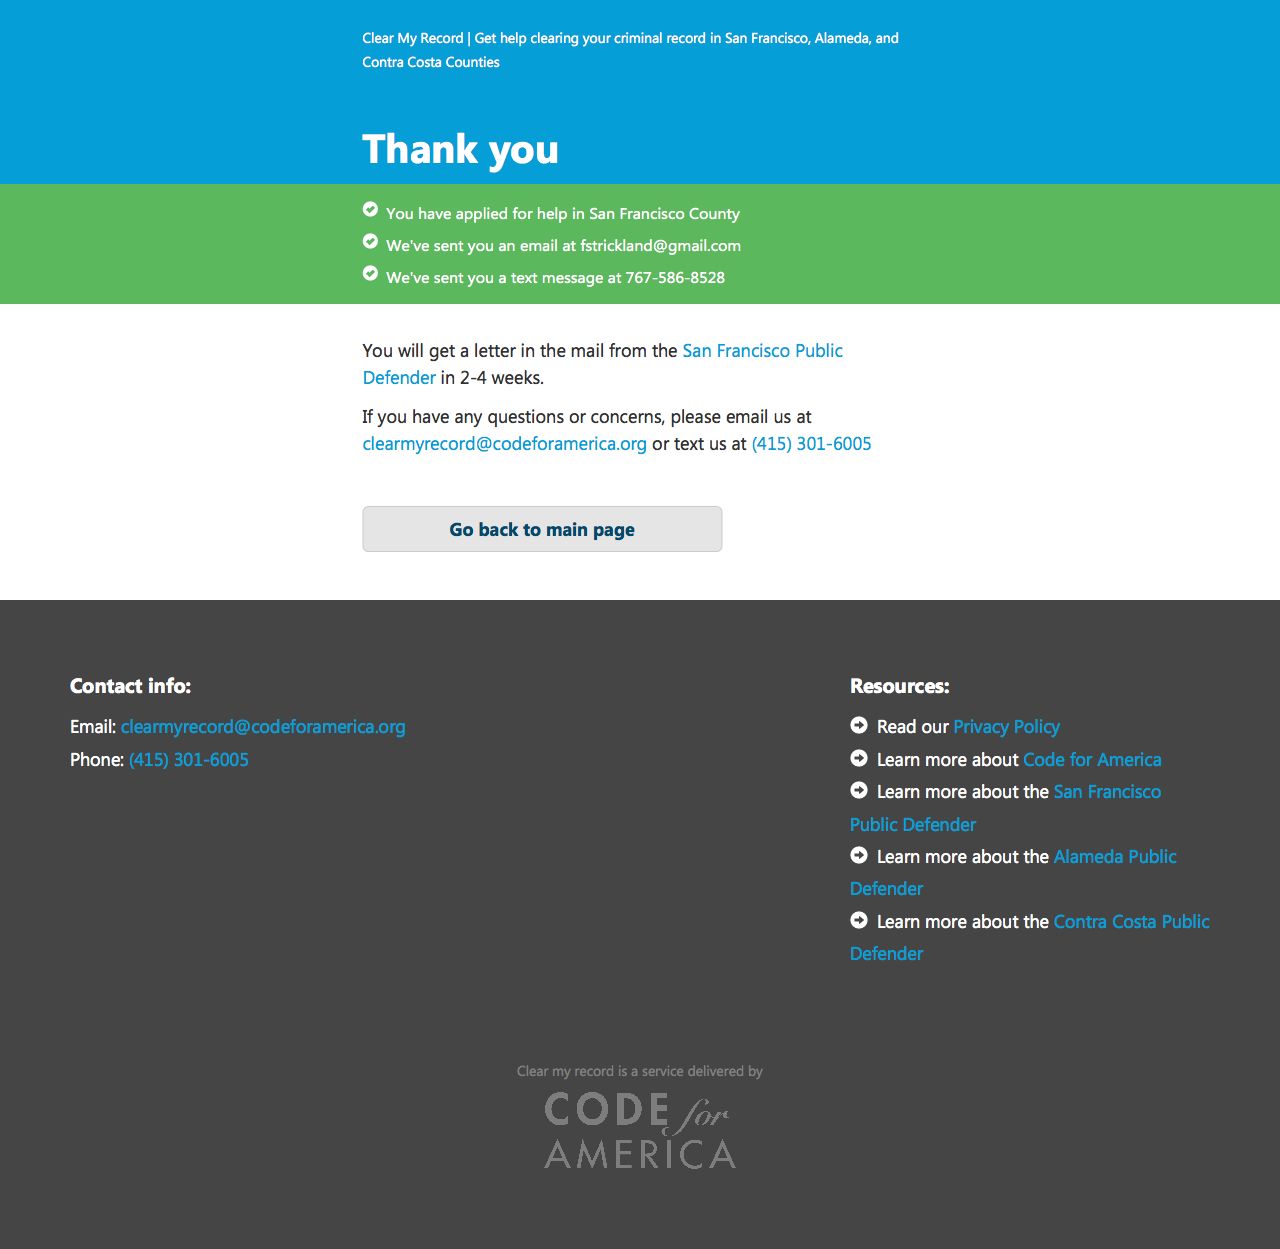 Clear My Record | Get help clearing your criminal record in San Francisco, Alameda, and
Contra Costa Counties
Thank you
You have applied for help in San Francisco County
We've sent you an email at fstrickland@gmail.com
We've sent you a text message at 767-586-8528
You will get a letter in the mail from the San Francisco Public
Defender in 2-4 weeks.
If you have any questions or concerns, please email us at
clearmyrecord@codeforamerica.org or text us at (415) 301-6005
Go back to main page
Contact info:
Email: clearmyrecord@codeforamerica.org
Phone: (415) 301-6005
Resources:
Read our Privacy Policy
Learn more about Code for America
Learn more about the San Francisco
Public Defender
Learn more about the Alameda Public
Defender
Learn more about the Contra Costa Public
Defender
Clear my record is a service delivered by
CODE for
AMERICA